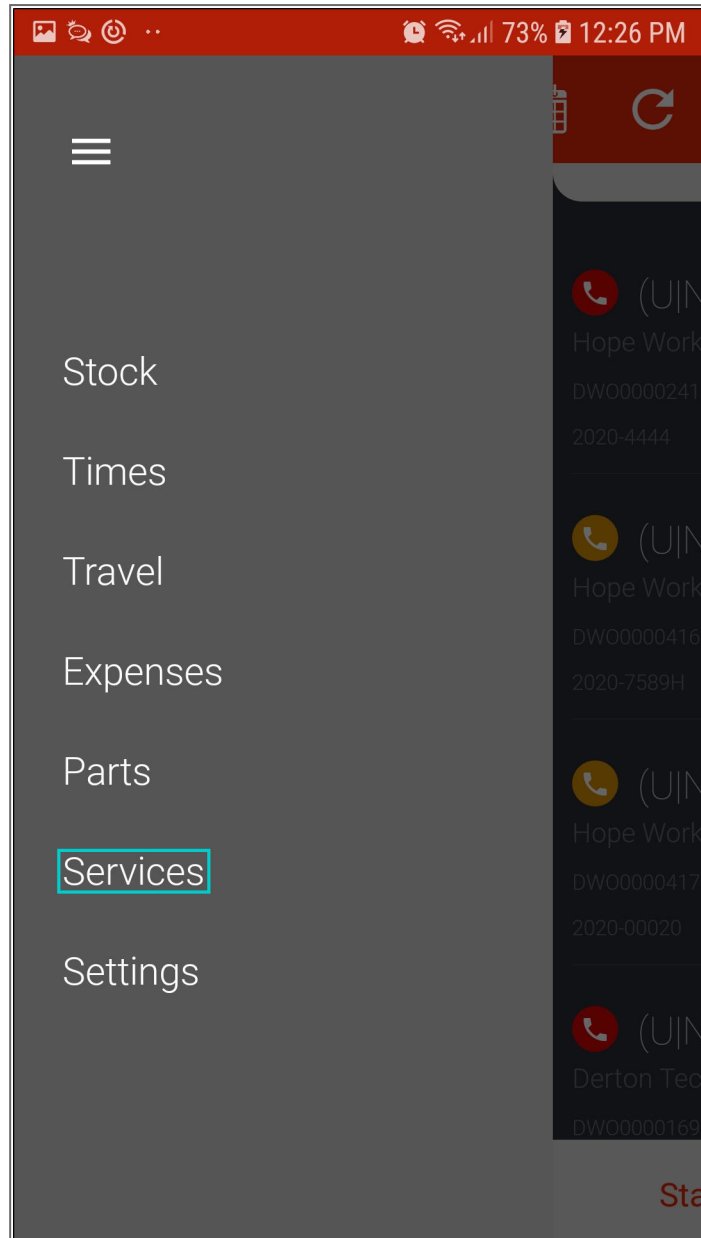 73% 12:26 PM
Stock
Times
Travel
Expenses
Parts
Services
Settings
(U|N
Hope Work
DWO0000241
2020-4444
(U|N
Hope Work
DWO0000416
2020-7589H
(U|N
Hope Work
DWO0000417
2020-00020
(U|N
Derton Tec
DWO0000169
Sta